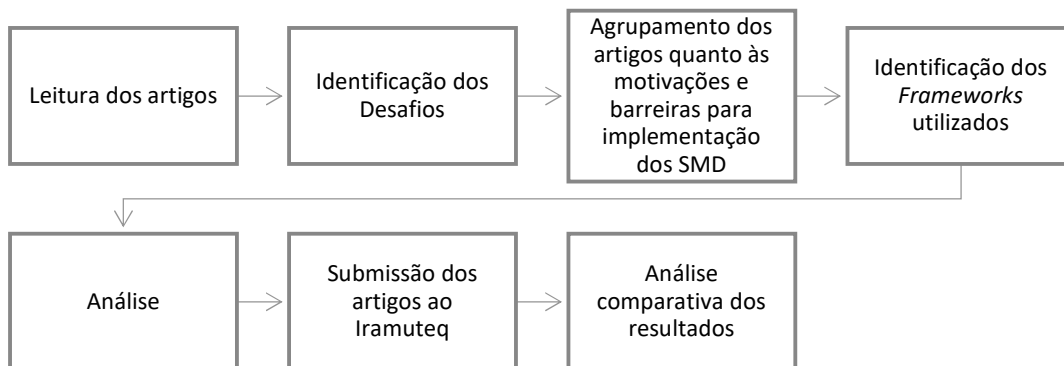 Leitura dos artigos
Identificação dos
Desafios
Agrupamento dos
artigos quanto às
motivações e
barreiras para
implementação
dos SMD
Identificação dos
Frameworks
utilizados
Análise
Submissão dos
artigos ao
Iramuteq
Análise
comparativa dos
resultados